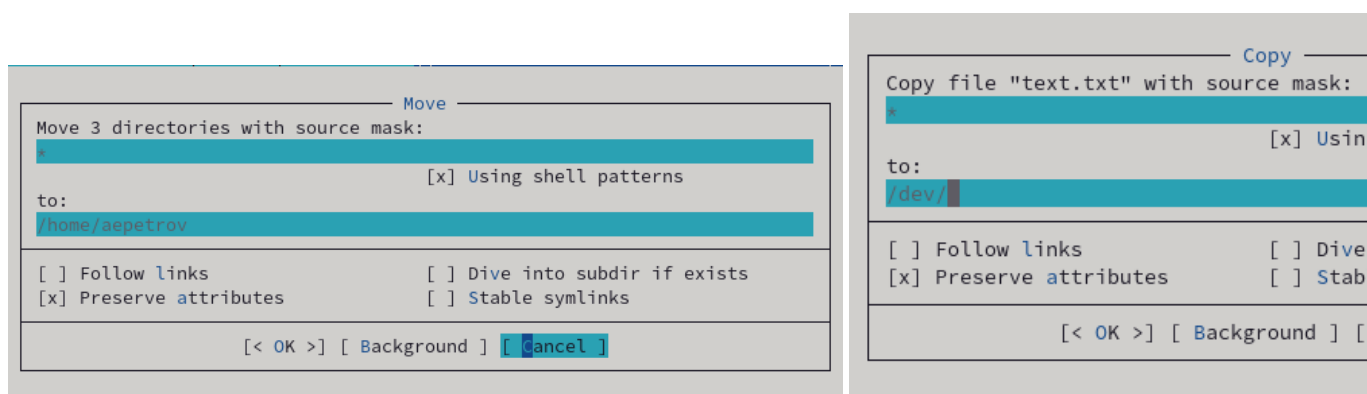 Move
Move 3 directories with source mask:
*
[x] Using shell patterns
to:
/home/aepetrov
[ ] Follow links [ ] Dive into subdir if exists
[x] Preserve attributes [ ] Stable symlinks
[< OK >] [ Background ] [ Cancel ]
Copy
Copy file "text.txt" with source mask:
*
[x] Usin
to:
/dev/
[ ] Follow links [ ] Dive
[x] Preserve attributes [ ] Stab
[< OK >] [ Background ] [